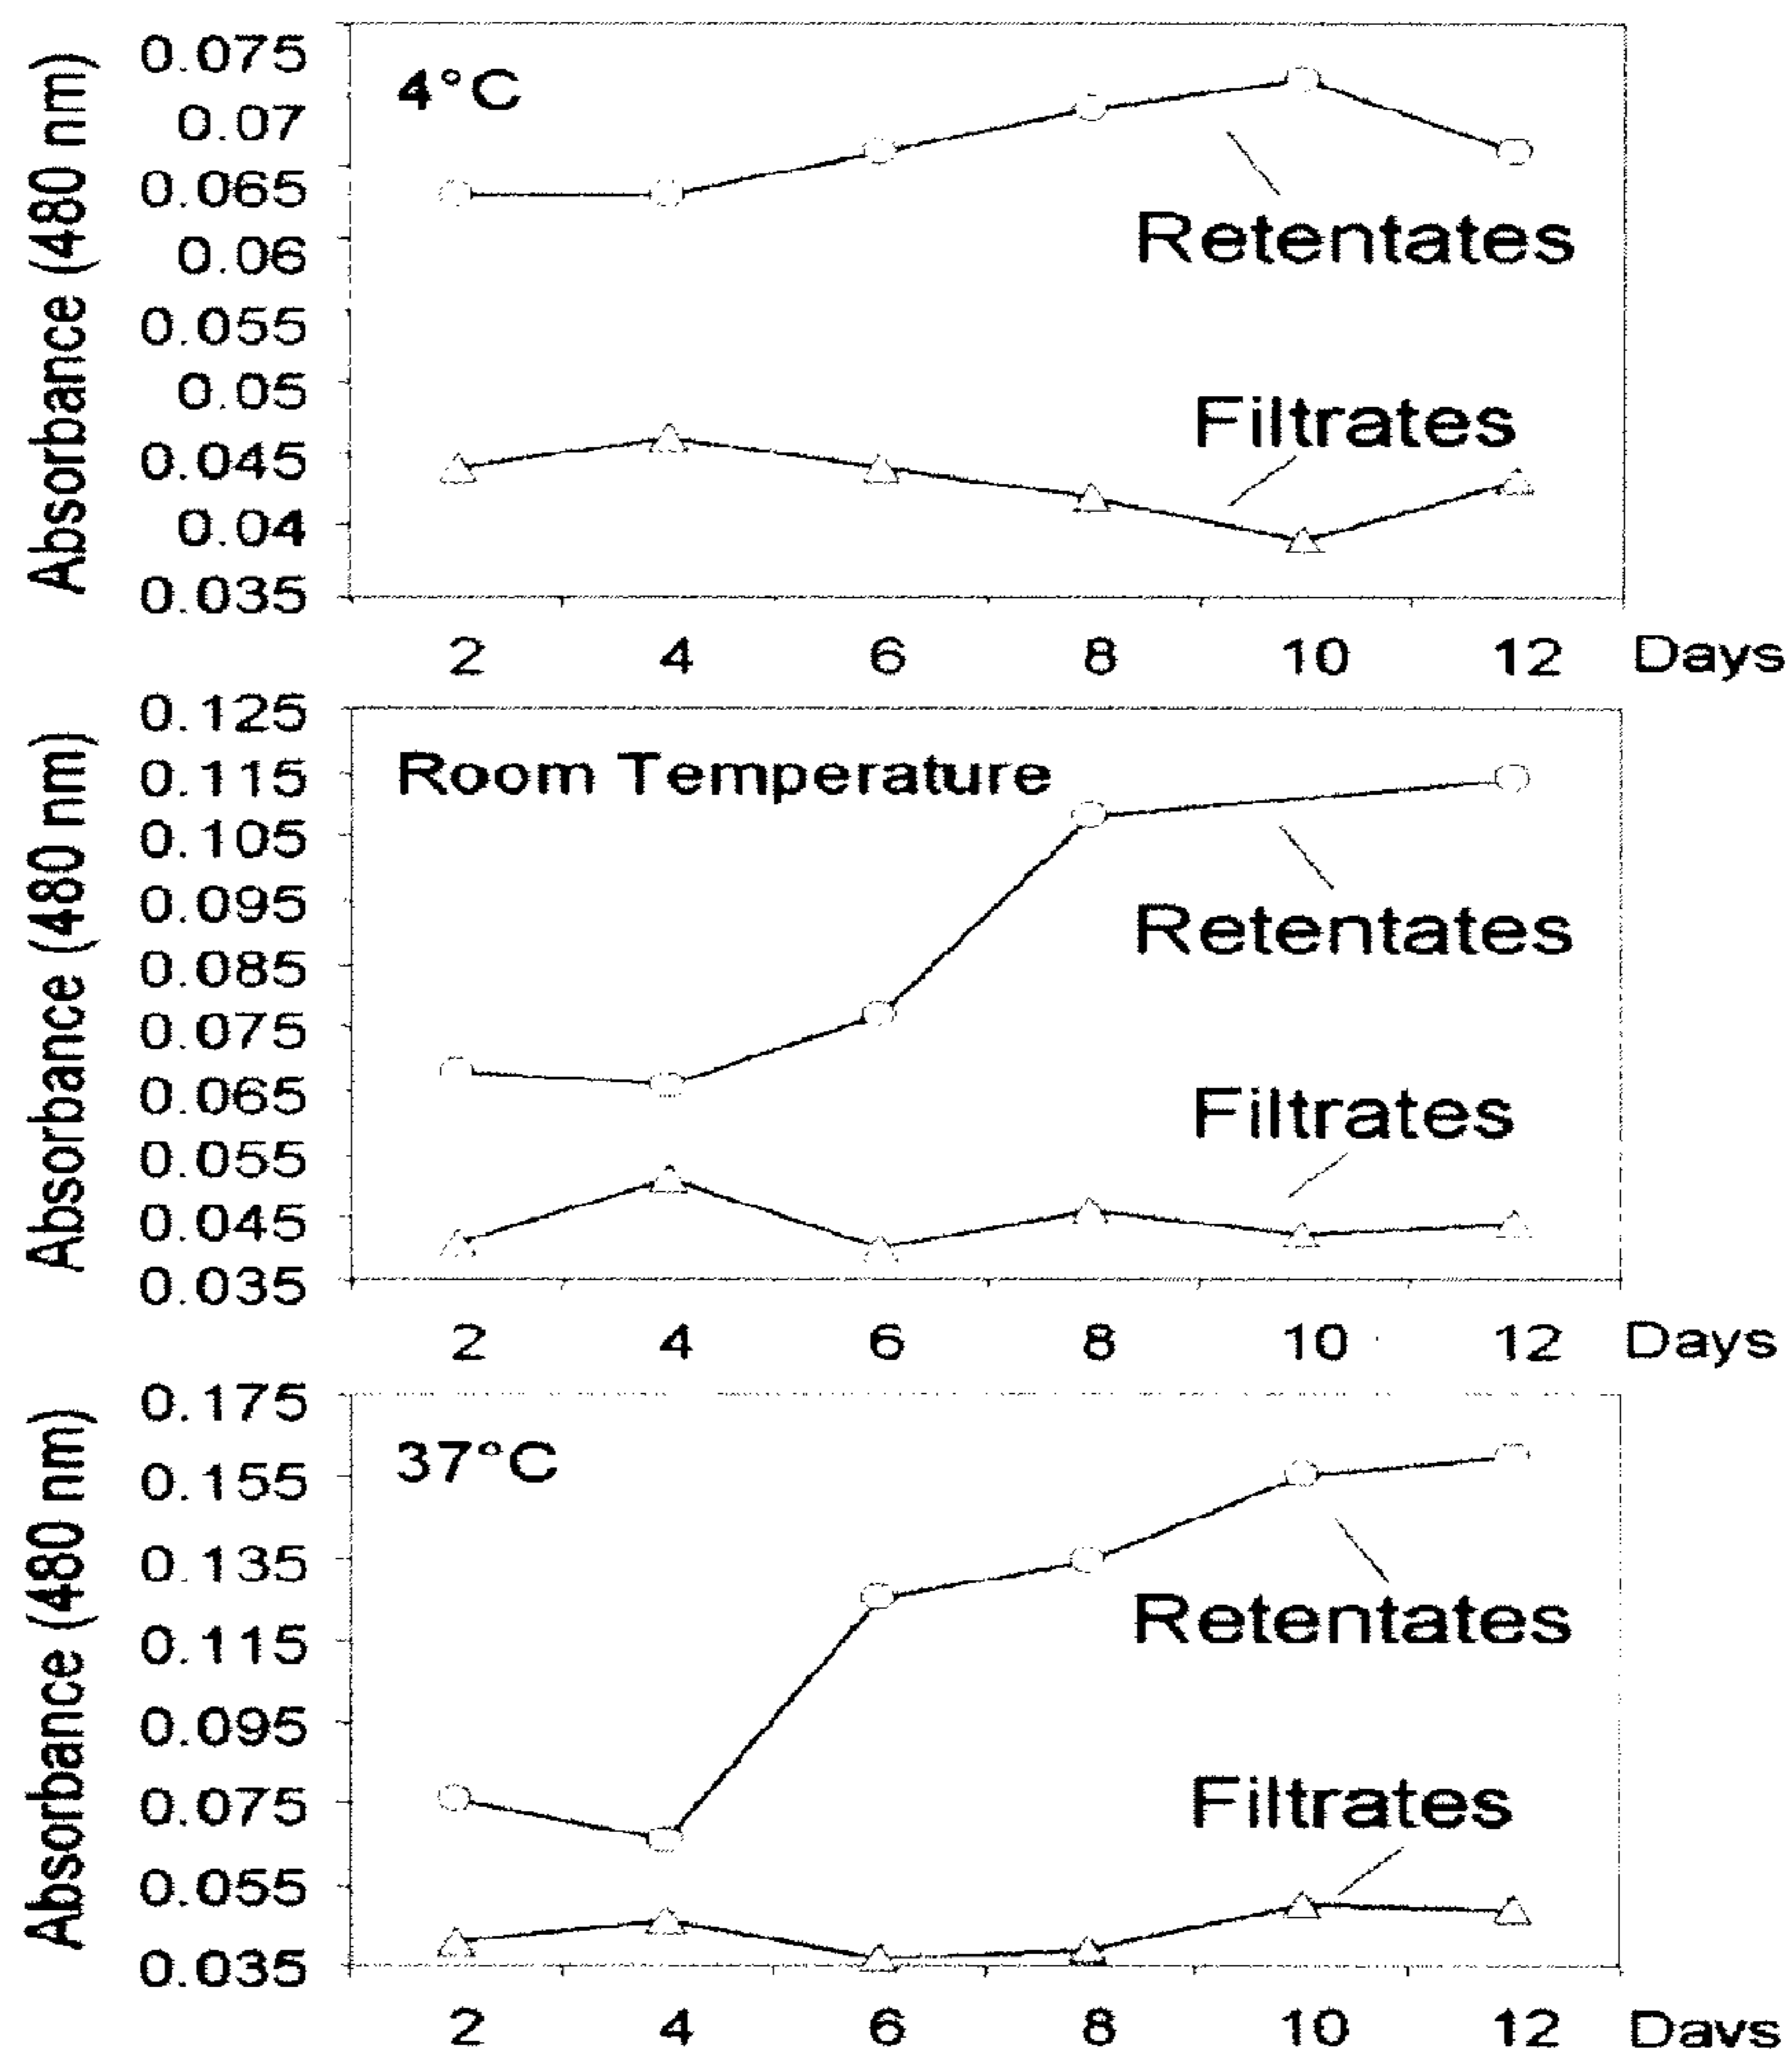 Absorbance (480 nm)
0.075
0.07
0.065
0.06
0.055
0.05
0.045
0.04
0.035
4°C
Retentates
Filtrates
2 4 6 8 10 12 Days
Absorbance (480 nm)
0.125
0.115
0.105
0.095
0.085
0.075
0.065
0.055
0.045
0.035
Room Temperature
Retentates
Filtrates
2 4 6 8 10 12 Days
Absorbance (480 nm)
0.175
0.155
0.135
0.115
0.095
0.075
0.055
0.035
37°C
Retentates
Filtrates
2 4 6 8 10 12 Days